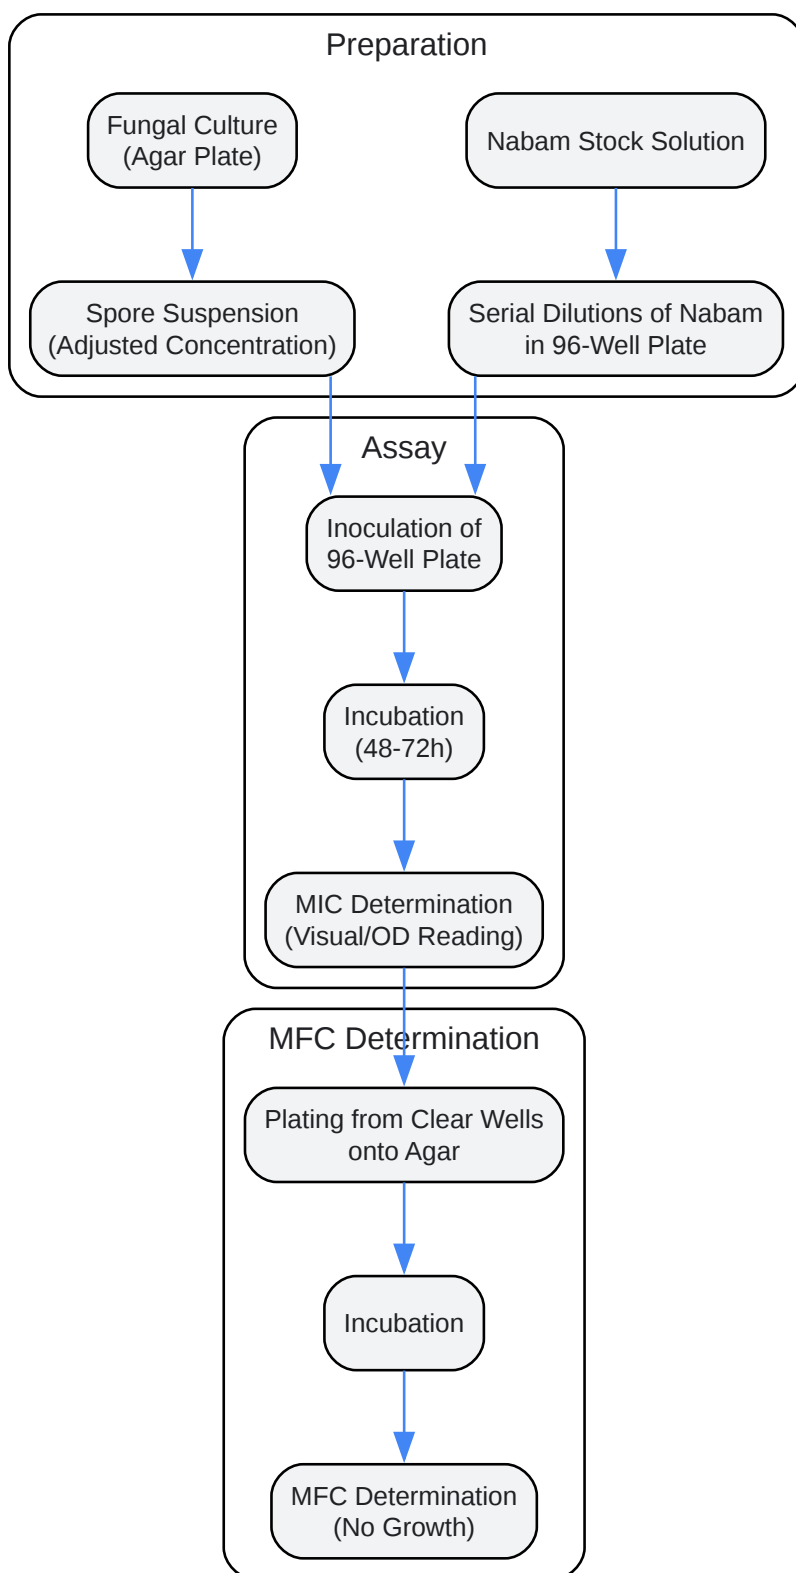 Preparation
Fungal Culture
(Agar Plate)
Nabam Stock Solution
Spore Suspension
(Adjusted Concentration)
Serial Dilutions of Nabam
in 96-Well Plate
Assay
Inoculation of
96-Well Plate
Incubation
(48-72h)
MIC Determination
(Visual/OD Reading)
MFC Determination
Plating from Clear Wells
onto Agar
Incubation
MFC Determination
(No Growth)